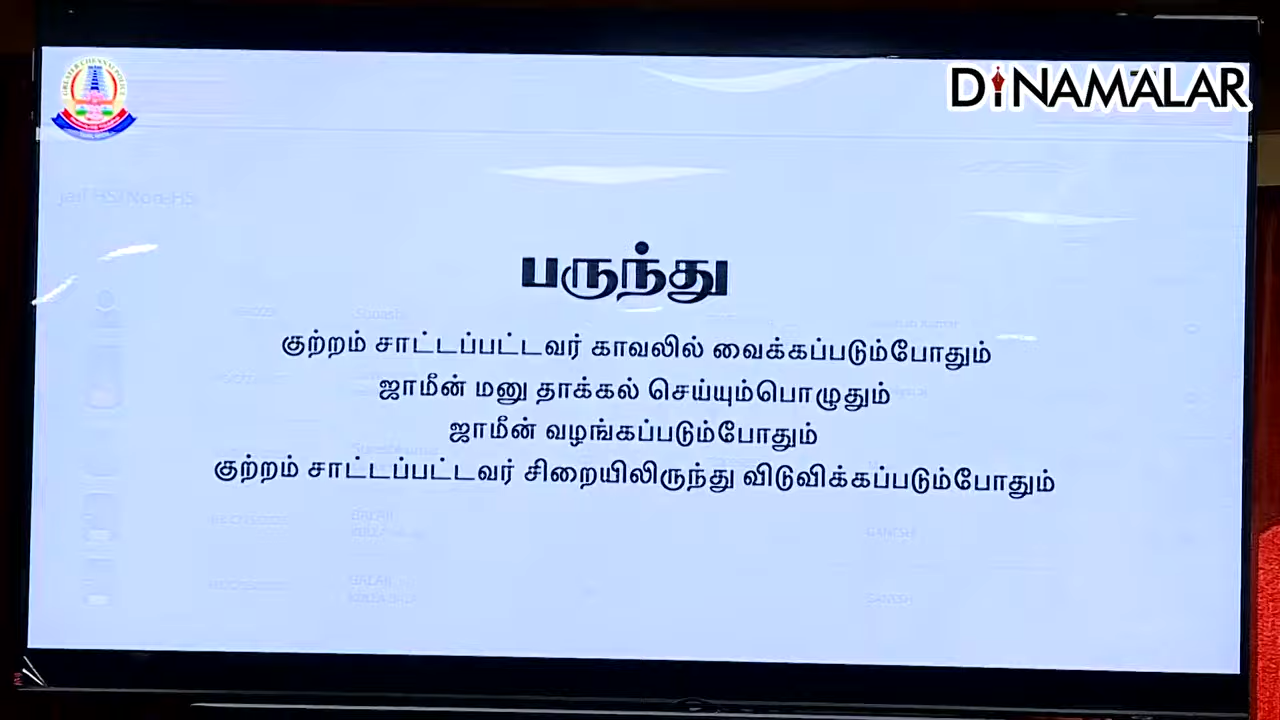 DINAMALAR
பருந்து
குற்றம் சாட்டப்பட்டவர் காவலில் வைக்கப்படும்போதும்
ஜாமீன் மனு தாக்கல் செய்யும்பொழுதும்
ஜாமீன் வழங்கப்படும்போதும்
குற்றம் சாட்டப்பட்டவர் சிறையிலிருந்து விடுவிக்கப்படும்போதும்